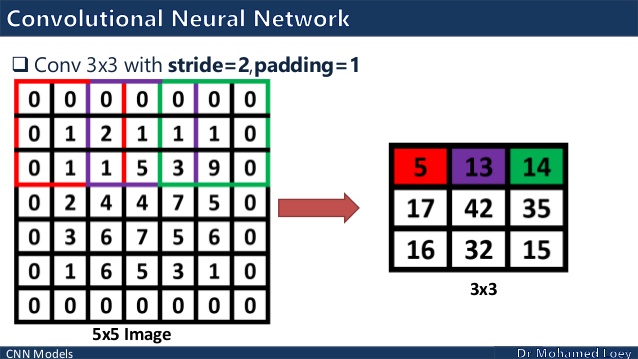 Convolutional Neural Network
❑ Conv 3x3 with stride=2,padding=1
0 0 0 0 0 0 0
0 1 2 1 1 1 0
0 1 1 5 3 9 0
0 2 4 4 7 5 0
0 3 6 7 5 6 0
0 1 6 5 3 1 0
0 0 0 0 0 0 0
5x5 Image
5 13 14
17 42 35
16 32 15
3x3
CNN Models
Dr Mohamed Loey